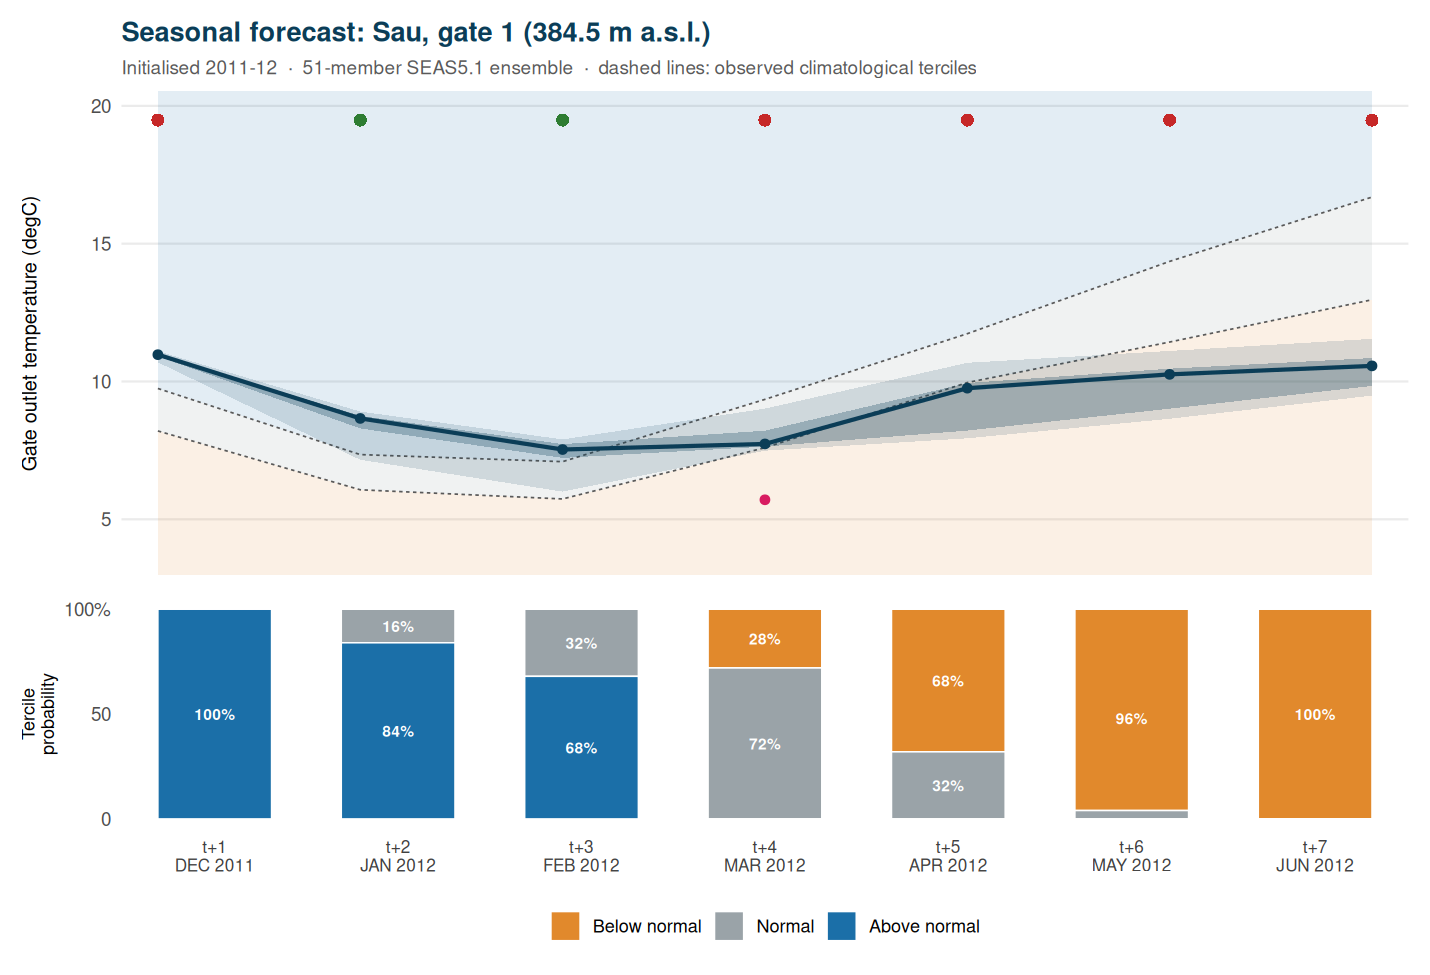 Seasonal forecast: Sau, gate 1 (384.5 m a.s.l.)
Initialised 2011-12 · 51-member SEAS5.1 ensemble · dashed lines: observed climatological terciles
Gate outlet temperature (degC)
20
15
10
5
Tercile
probability
100%
50
0
100%
16%
84%
32%
68%
28%
72%
68%
32%
96%
100%
t+1
DEC 2011
t+2
JAN 2012
t+3
FEB 2012
t+4
MAR 2012
t+5
APR 2012
t+6
MAY 2012
t+7
JUN 2012
Below normal
Normal
Above normal